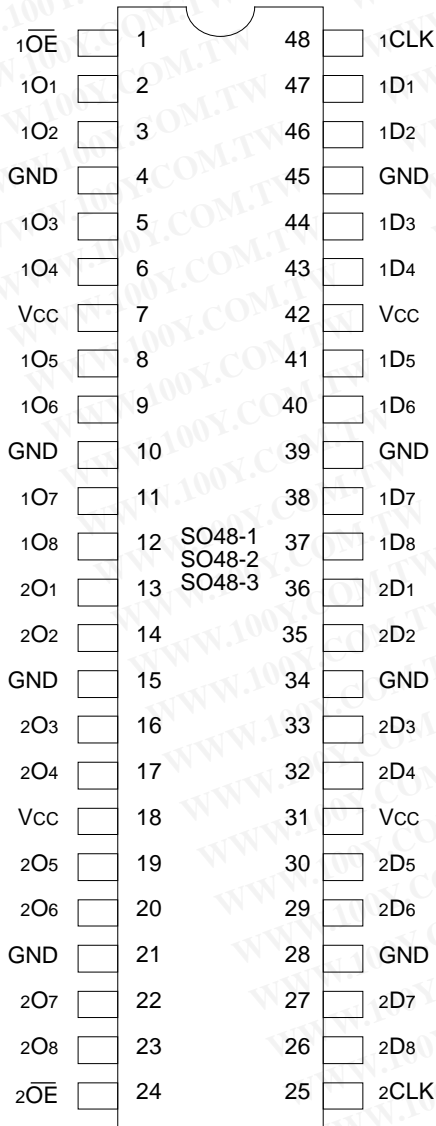 1OE 1 48 1CLK
1O1 2 47 1D1
1O2 3 46 1D2
GND 4 45 GND
1O3 5 44 1D3
1O4 6 43 1D4
VCC 7 42 VCC
1O5 8 41 1D5
1O6 9 40 1D6
GND 10 39 GND
1O7 11 38 1D7
1O8 12 SO48-1 37 1D8
SO48-2
2O1 13 SO48-3 36 2D1
2O2 14 35 2D2
GND 15 34 GND
2O3 16 33 2D3
2O4 17 32 2D4
VCC 18 31 VCC
2O5 19 30 2D5
2O6 20 29 2D6
GND 21 28 GND
2O7 22 27 2D7
2O8 23 26 2D8
2OE 24 25 2CLK
WWW.100Y.COM.TW